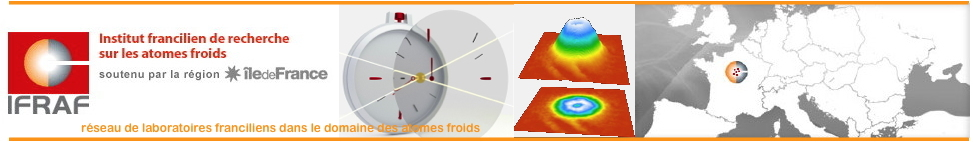 Institut francilien de recherche
sur les atomes froids
soutenu par la région îledeFrance
IFRAF
réseau de laboratoires franciliens dans le domaine des atomes froids